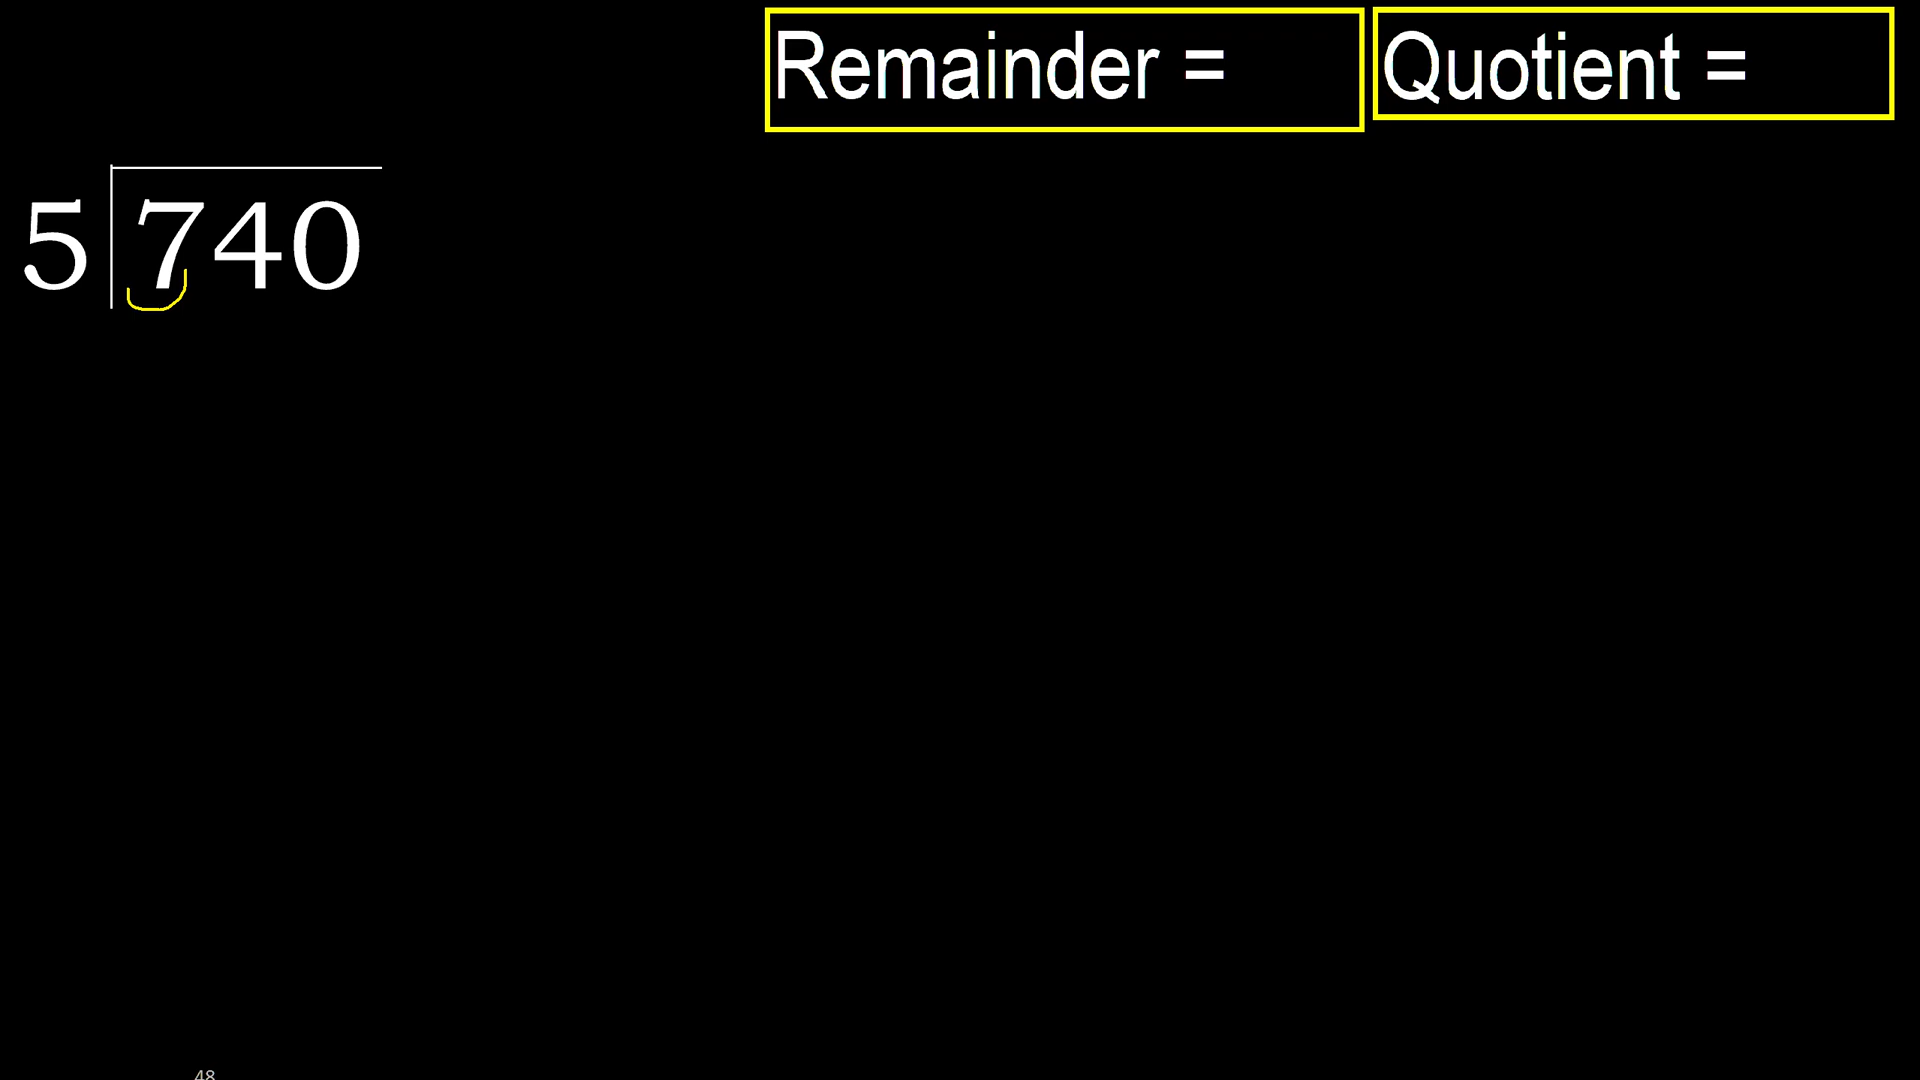 Remainder = Quotient =
5 740
48